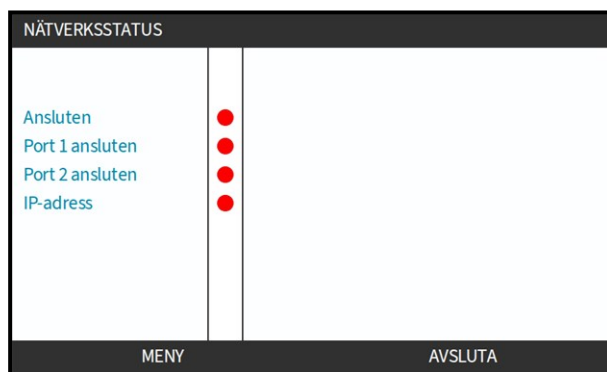 NÄTVERKSSTATUS
Ansluten
Port 1 ansluten
Port 2 ansluten
IP-adress
MENY AVSLUTA